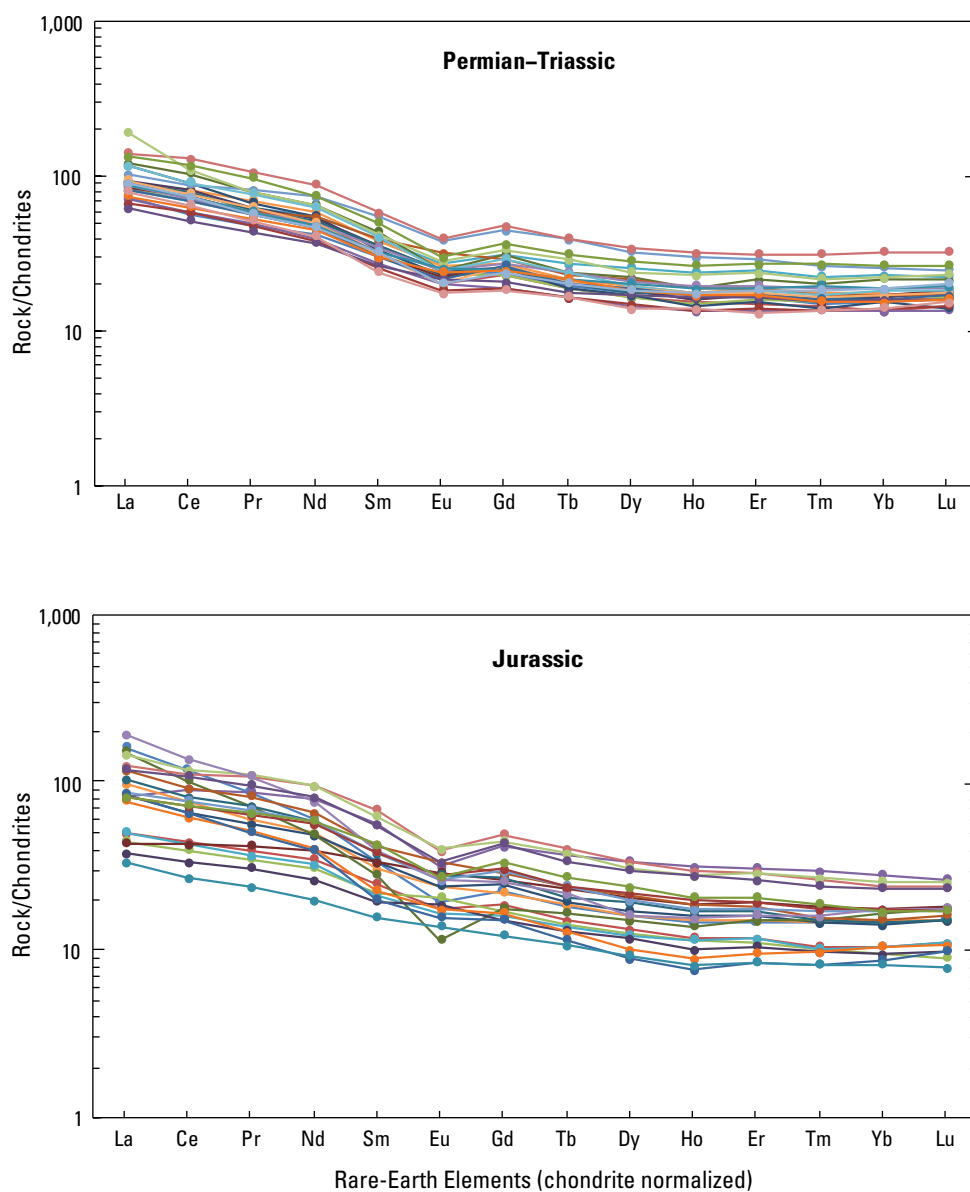 1,000
Permian–Triassic
100
Rock/Chondrites
10
1
La Ce Pr Nd Sm Eu Gd Tb Dy Ho Er Tm Yb Lu
1,000
Jurassic
100
Rock/Chondrites
10
1
La Ce Pr Nd Sm Eu Gd Tb Dy Ho Er Tm Yb Lu
Rare-Earth Elements (chondrite normalized)